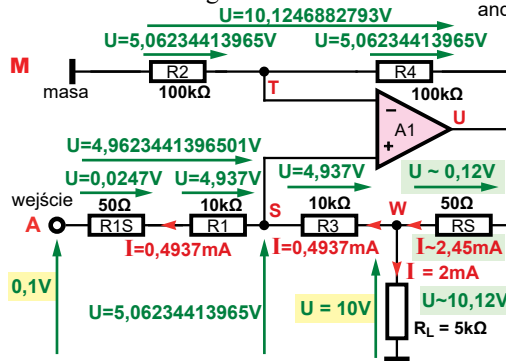 and
U=10,1246882793V
U=5,06234413965V U=5,06234413965V
M R2 R4
masa 100kΩ T 100kΩ
− U
A1
+
U=4,9623441396501V
U=0,0247V U=4,937V U=4,937V U ~ 0,12V
wejście 50Ω 10kΩ S 10kΩ W 50Ω
A R1S R1 R3 RS
I=0,4937mA I=0,4937mA I~2,45mA
0,1V I = 2mA
U=5,06234413965V U = 10V U~10,12V
RL = 5kΩ